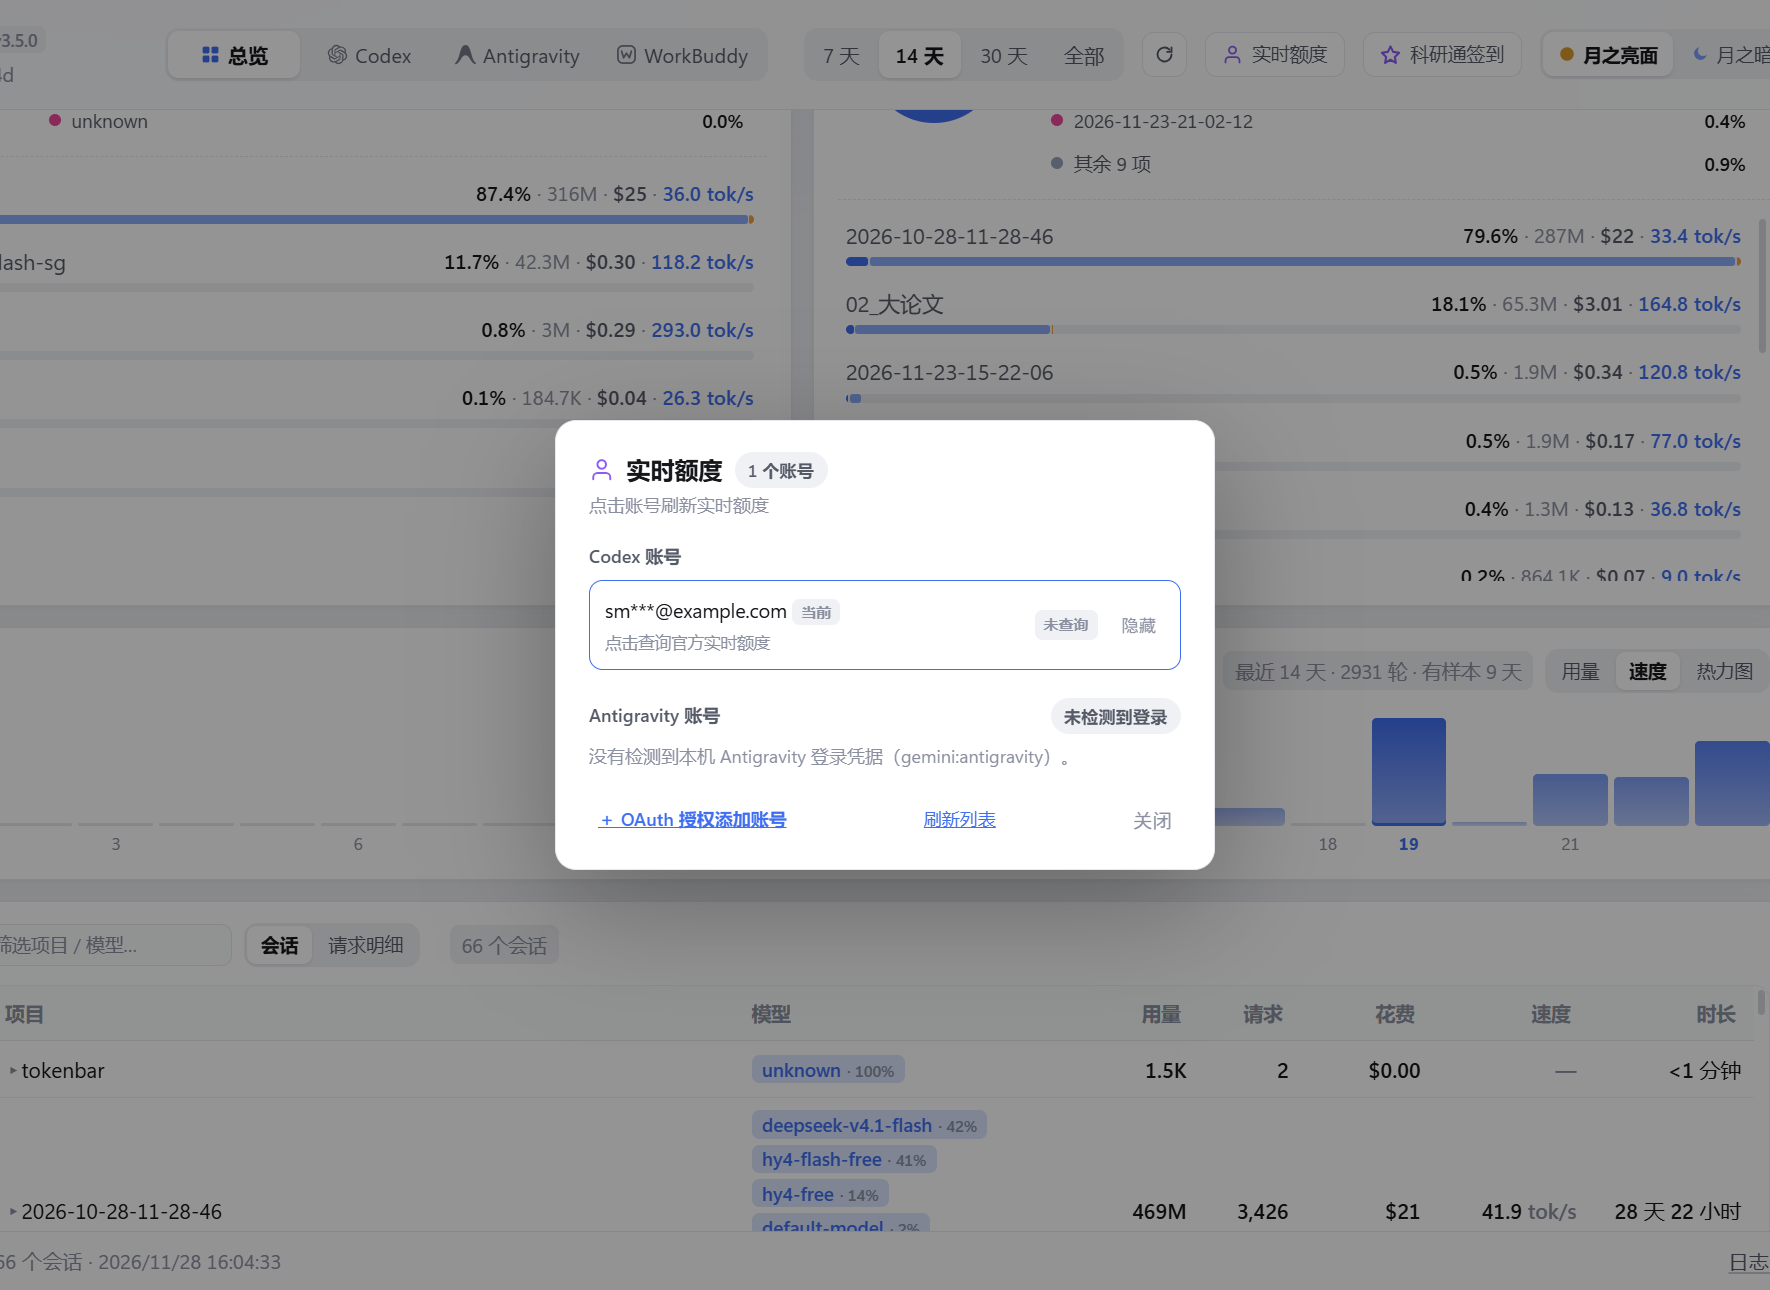 3.5.0
总览 Codex Antigravity WorkBuddy 7 天 14 天 30 天 全部 实时额度 科研通签到 月之亮面 月之暗
unknown 0.0%
87.4% · 316M · $25 · 36.0 tok/s
lash-sg 11.7% · 42.3M · $0.30 · 118.2 tok/s
0.8% · 3M · $0.29 · 293.0 tok/s
0.1% · 184.7K · $0.04 · 26.3 tok/s
2026-11-23-21-02-12 0.4%
其余 9 项 0.9%
2026-10-28-11-28-46 79.6% · 287M · $22 · 33.4 tok/s
02_大论文 18.1% · 65.3M · $3.01 · 164.8 tok/s
2026-11-23-15-22-06 0.5% · 1.9M · $0.34 · 120.8 tok/s
0.5% · 1.9M · $0.17 · 77.0 tok/s
0.4% · 1.3M · $0.13 · 36.8 tok/s
0.2% · 864.1K · $0.07 · 9.0 tok/s
实时额度 1 个账号
点击账号刷新实时额度
Codex 账号
sm***@example.com 当前
点击查询官方实时额度
未查询 隐藏
Antigravity 账号 未检测到登录
没有检测到本机 Antigravity 登录凭据（gemini:antigravity）。
+ OAuth 授权添加账号 刷新列表 关闭
最近 14 天 · 2931 轮 · 有样本 9 天 用量 速度 热力图
3 6 18 19 21
筛选项目 / 模型... 会话 请求明细 66 个会话
项目 模型 用量 请求 花费 速度 时长
tokenbar unknown · 100% 1.5K 2 $0.00 — <1 分钟
deepseek-v4.1-flash · 42%
hy4-flash-free · 41%
hy4-free · 14%
2026-10-28-11-28-46 469M 3,426 $21 41.9 tok/s 28 天 22 小时
default-model · 2%
66 个会话 · 2026/11/28 16:04:33 日志